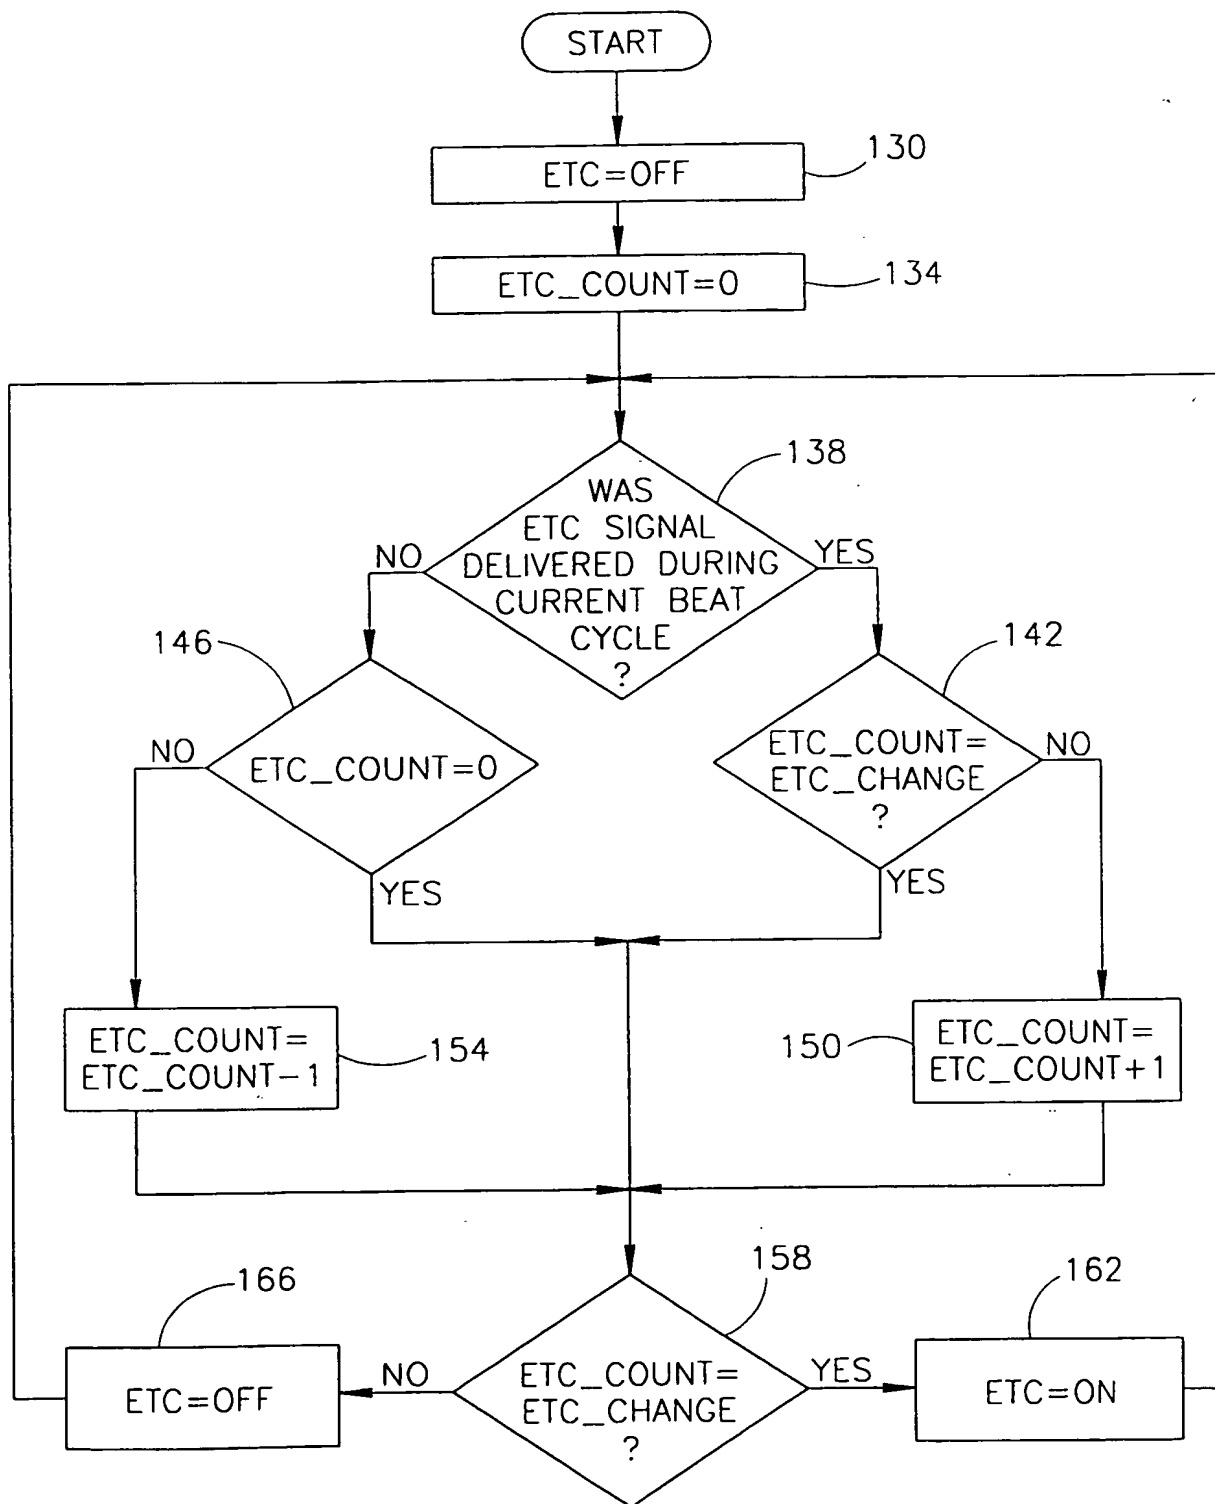 START
130
ETC=OFF
134
ETC_COUNT=0
138
WAS
ETC SIGNAL
DELIVERED DURING
CURRENT BEAT
CYCLE
?
NO
YES
146
142
ETC_COUNT=0
NO
YES
ETC_COUNT=
ETC_CHANGE
?
NO
YES
ETC_COUNT=
ETC_COUNT-1
154
150
ETC_COUNT=
ETC_COUNT+1
166
158
162
ETC=OFF
NO
ETC_COUNT=
ETC_CHANGE
?
YES
ETC=ON